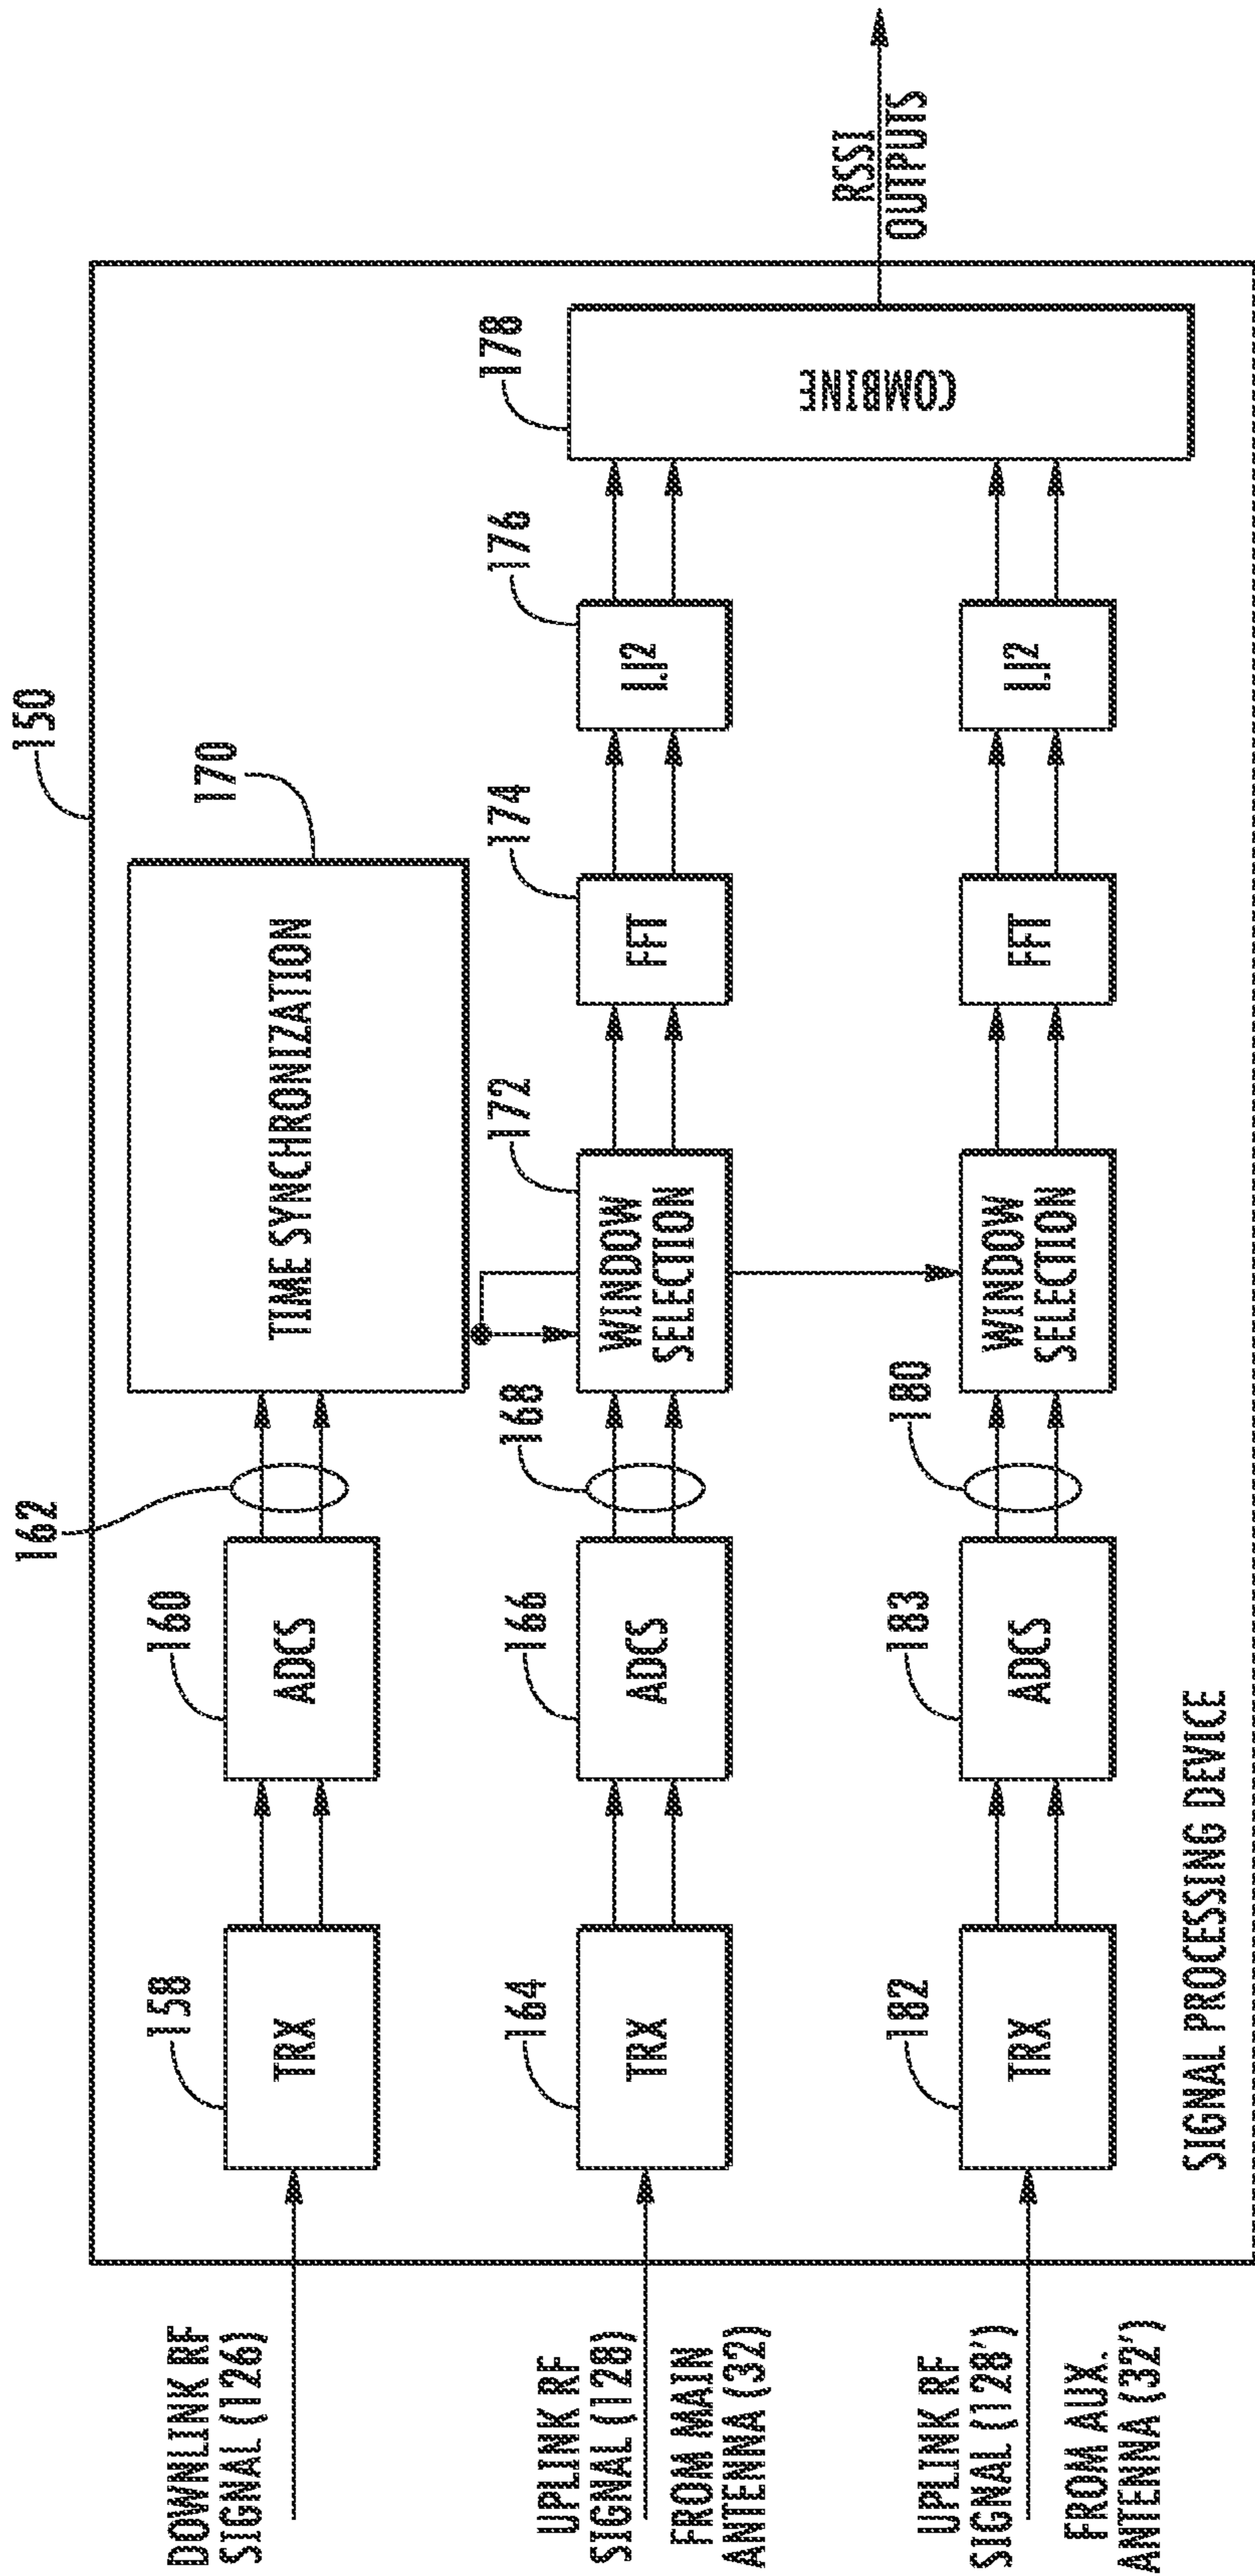 150
DOWNLINK RF
SIGNAL (126)
158
TRX
160
ADCS
162
TIME SYNCHRONIZATION
170
UPLINK RF
SIGNAL (128)
FROM MAIN
ANTENNA (32)
164
TRX
166
ADCS
168
WINDOW
SELECTION
172
FFT
174
I.I2
176
COMBINE
178
RSSI
OUTPUTS
UPLINK RF
SIGNAL (128')
FROM AUX.
ANTENNA (32')
182
TRX
183
ADCS
180
WINDOW
SELECTION
FFT
I.I2
SIGNAL PROCESSING DEVICE